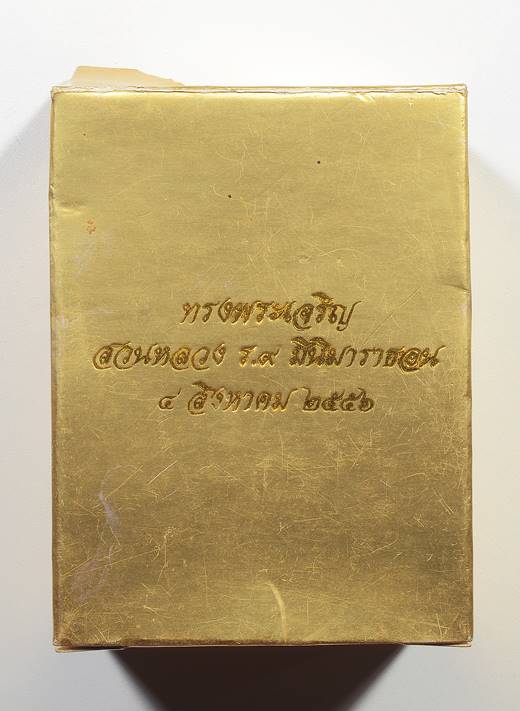 ทรงพระเจริญ
สวนหลวง ร.๙ มินิมาราธอน
๔ สิงหาคม ๒๕๕๖